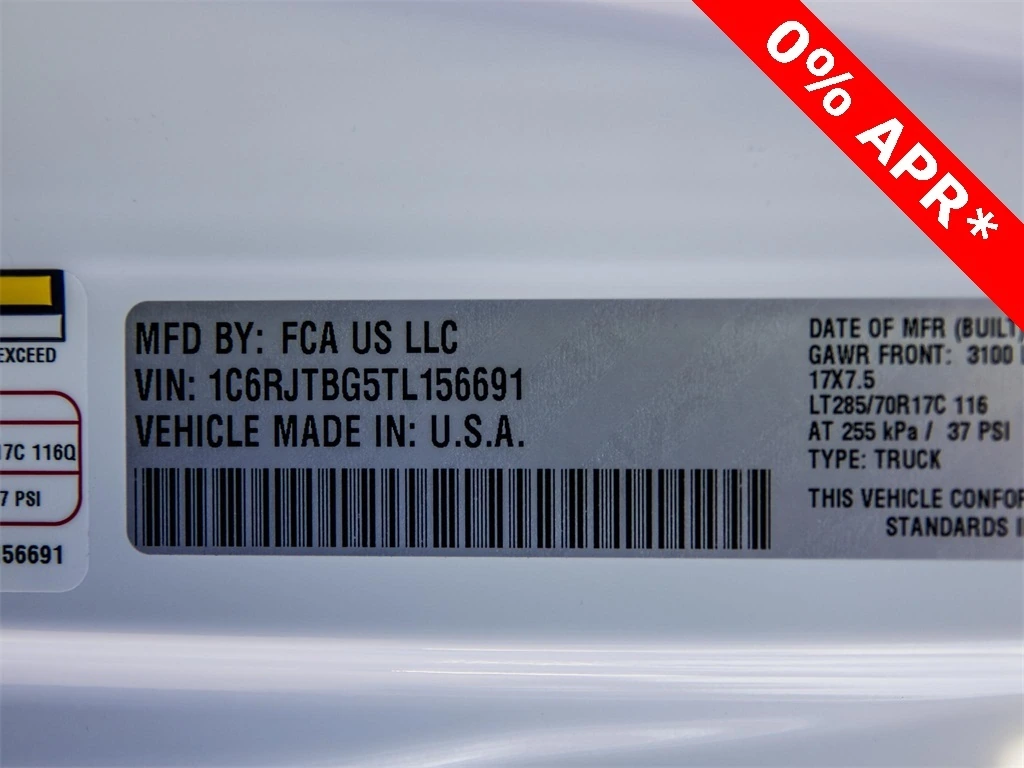 0% APR*
EXCEED
17C 116Q
7 PSI
156691
MFD BY: FCA US LLC
VIN: 1C6RJTBG5TL156691
VEHICLE MADE IN: U.S.A.
DATE OF MFR (BUILT)
GAWR FRONT: 3100
17X7.5
LT285/70R17C 116
AT 255 kPa / 37 PSI
TYPE: TRUCK
THIS VEHICLE CONFOR
STANDARDS I